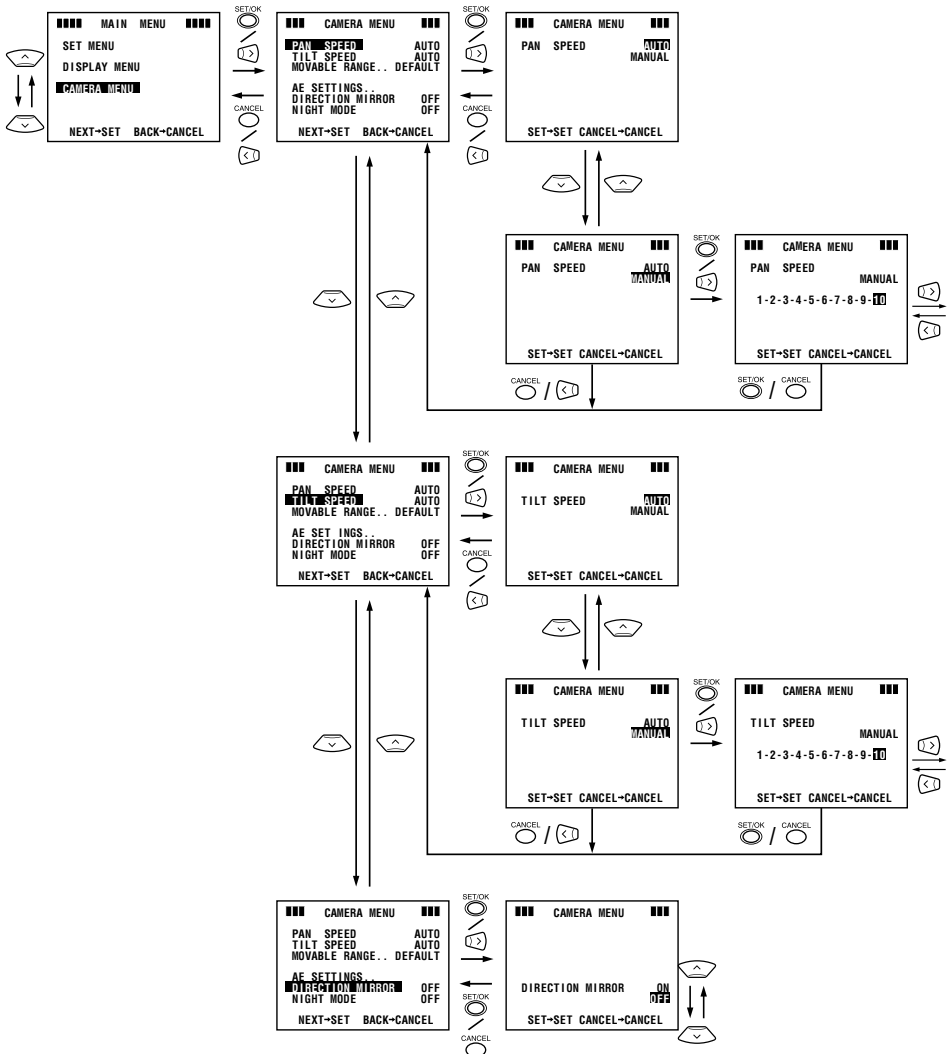 MAIN MENU
SET MENU
DISPLAY MENU
CAMERA MENU
NEXT→SET BACK→CANCEL
SET/OK
/
CANCEL
/
CAMERA MENU
PAN SPEED AUTO
TILT SPEED AUTO
MOVABLE RANGE.. DEFAULT
AE SETTINGS..
DIRECTION MIRROR OFF
NIGHT MODE OFF
NEXT→SET BACK→CANCEL
SET/OK
/
CANCEL
/
CAMERA MENU
PAN SPEED AUTO
MANUAL
SET→SET CANCEL→CANCEL
CAMERA MENU
PAN SPEED AUTO
MANUAL
SET→SET CANCEL→CANCEL
SET/OK
/
CAMERA MENU
PAN SPEED
MANUAL
1-2-3-4-5-6-7-8-9-10
SET→SET CANCEL→CANCEL
CANCEL /
SET/OK / CANCEL
CAMERA MENU
PAN SPEED AUTO
TILT SPEED AUTO
MOVABLE RANGE.. DEFAULT
AE SET INGS..
DIRECTION MIRROR OFF
NIGHT MODE OFF
NEXT→SET BACK→CANCEL
SET/OK
/
CANCEL
/
CAMERA MENU
TILT SPEED AUTO
MANUAL
SET→SET CANCEL→CANCEL
CAMERA MENU
TILT SPEED AUTO
MANUAL
SET→SET CANCEL→CANCEL
SET/OK
/
CAMERA MENU
TILT SPEED
MANUAL
1-2-3-4-5-6-7-8-9-10
SET→SET CANCEL→CANCEL
CANCEL /
SET/OK / CANCEL
CAMERA MENU
PAN SPEED AUTO
TILT SPEED AUTO
MOVABLE RANGE.. DEFAULT
AE SETTINGS..
DIRECTION MIRROR OFF
NIGHT MODE OFF
NEXT→SET BACK→CANCEL
SET/OK
/
SET/OK
/
CANCEL
CAMERA MENU
DIRECTION MIRROR ON
OFF
SET→SET CANCEL→CANCEL